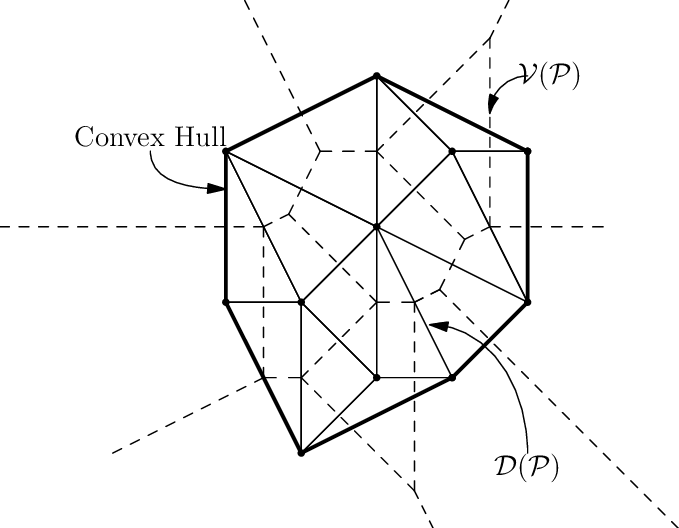 𝒱(𝒫)
Convex Hull
𝒟(𝒫)